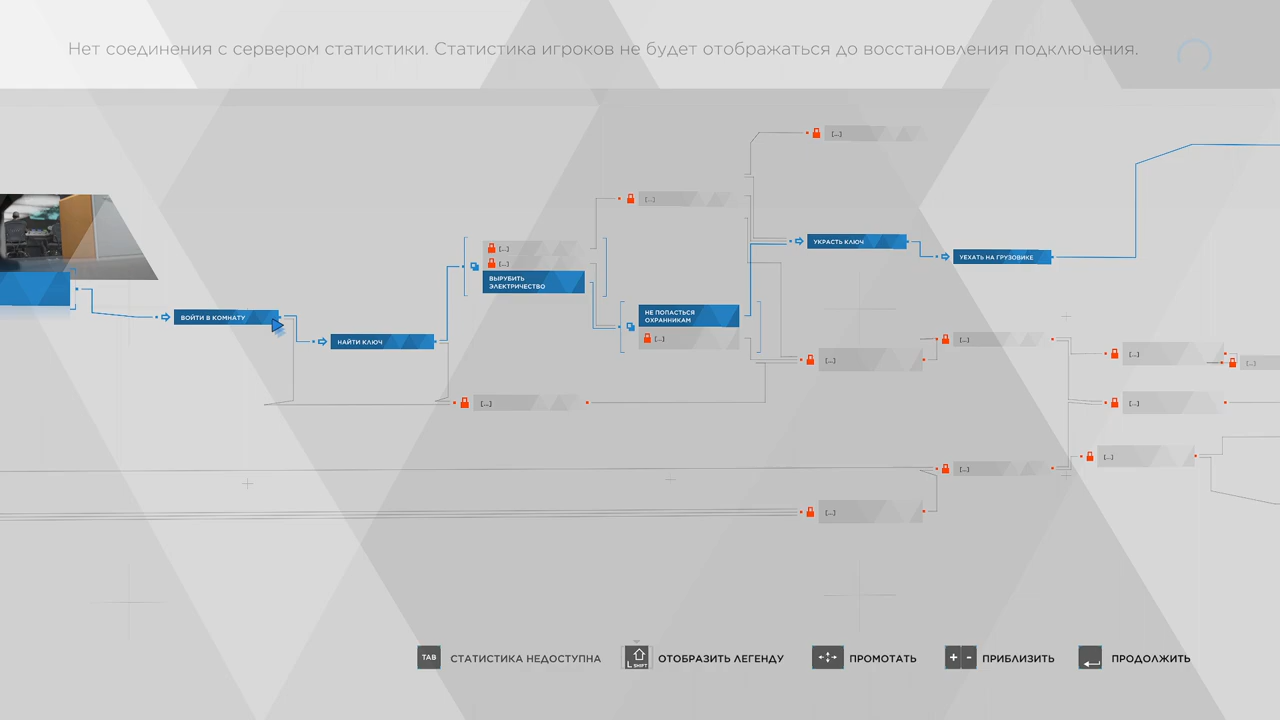 Нет соединения с сервером статистики. Статистика игроков не будет отображаться до восстановления подключения.
[...]
[...]
УКРАСТЬ КЛЮЧ
[...]
[...]
УЕХАТЬ НА ГРУЗОВИКЕ
ВЫРУБИТЬ
ЭЛЕКТРИЧЕСТВО
ВОЙТИ В КОМНАТУ
НЕ ПОПАСТЬСЯ
ОХРАННИКАМ
НАЙТИ КЛЮЧ
[...]
[...]
[...]
[...]
[...]
[...]
[...]
[...]
[...]
[...]
TAB
СТАТИСТИКА НЕДОСТУПНА
L SHIFT
ОТОБРАЗИТЬ ЛЕГЕНДУ
ПРОМОТАТЬ
+ -
ПРИБЛИЗИТЬ
ПРОДОЛЖИТЬ